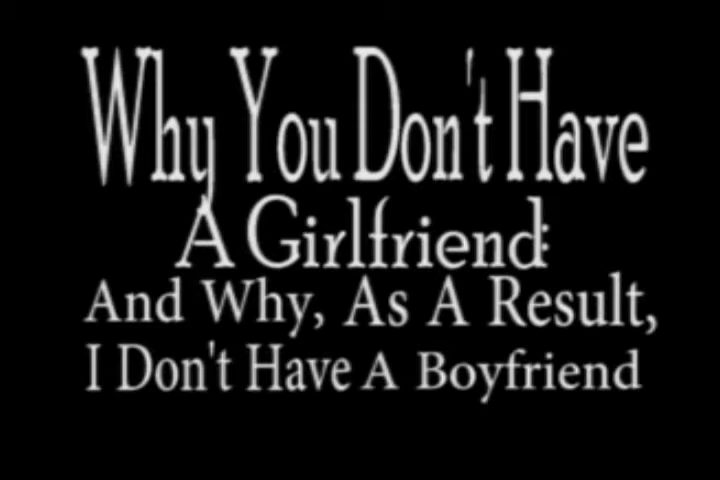 Why You Don't Have
A Girlfriend:
And Why, As A Result,
I Don't Have A Boyfriend